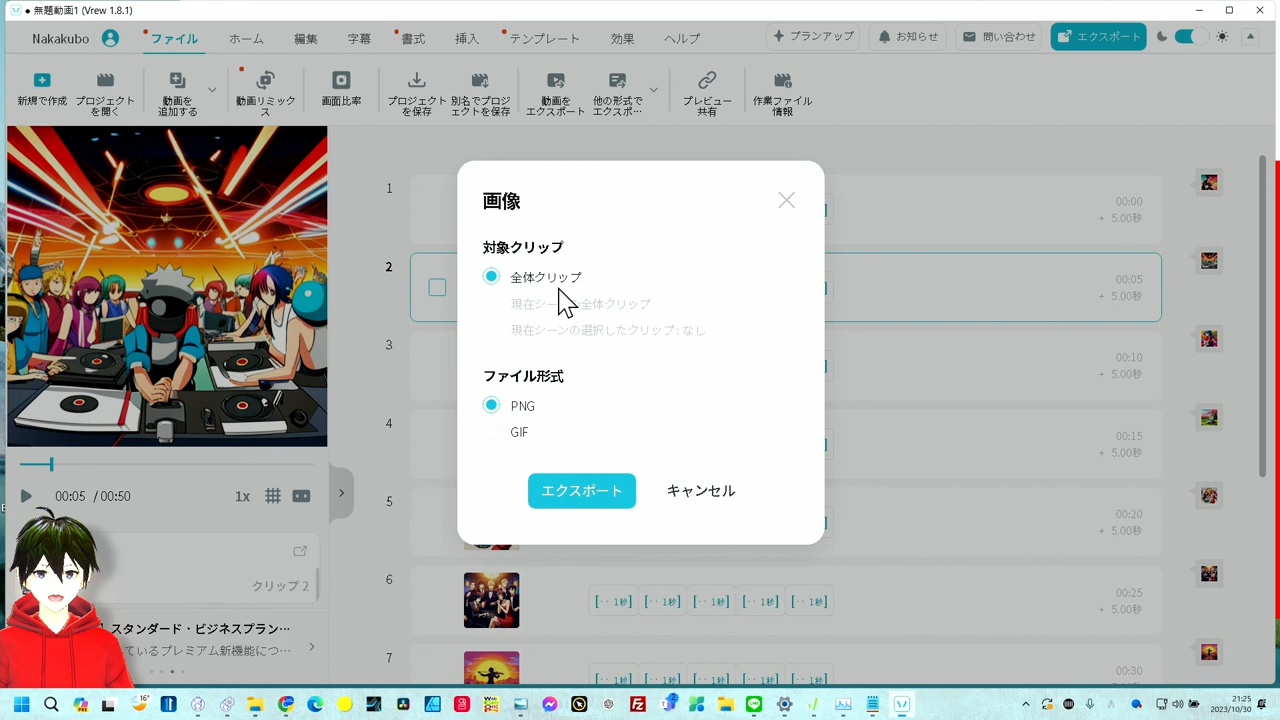 ● 無題動画1 (Vrew 1.8.1)
Nakakubo
ファイル
ホーム
編集
字幕
書式
挿入
テンプレート
効果
ヘルプ
プランアップ
お知らせ
問い合わせ
エクスポート
新規で作成
プロジェクト
を開く
動画を
追加する
動画リミック
ス
画面比率
プロジェクト
を保存
別名でプロジ
ェクトを保存
動画を
エクスポート
他の形式で
エクスポ…
プレビュー
共有
作業ファイル
情報
画像
対象クリップ
全体クリップ
現在シー
全体クリップ
現在シーンの選択したクリップ : なし
ファイル形式
PNG
GIF
エクスポート
キャンセル
1
00:00
+ 5.00秒
2
00:05
+ 5.00秒
3
00:10
+ 5.00秒
4
00:15
+ 5.00秒
5
00:20
+ 5.00秒
6
[·· 1秒] [·· 1秒] [·· 1秒] [·· 1秒] [·· 1秒]
00:25
+ 5.00秒
7
[·· 1秒] [·· 1秒] [·· 1秒] [·· 1秒] [·· 1秒]
00:30
+ 5.00秒
00:05 / 00:50
1x
クリップ 2
スタンダード・ビジネスプラン…
ているプレミアム新機能につ…
16°
21:25
2023/10/30